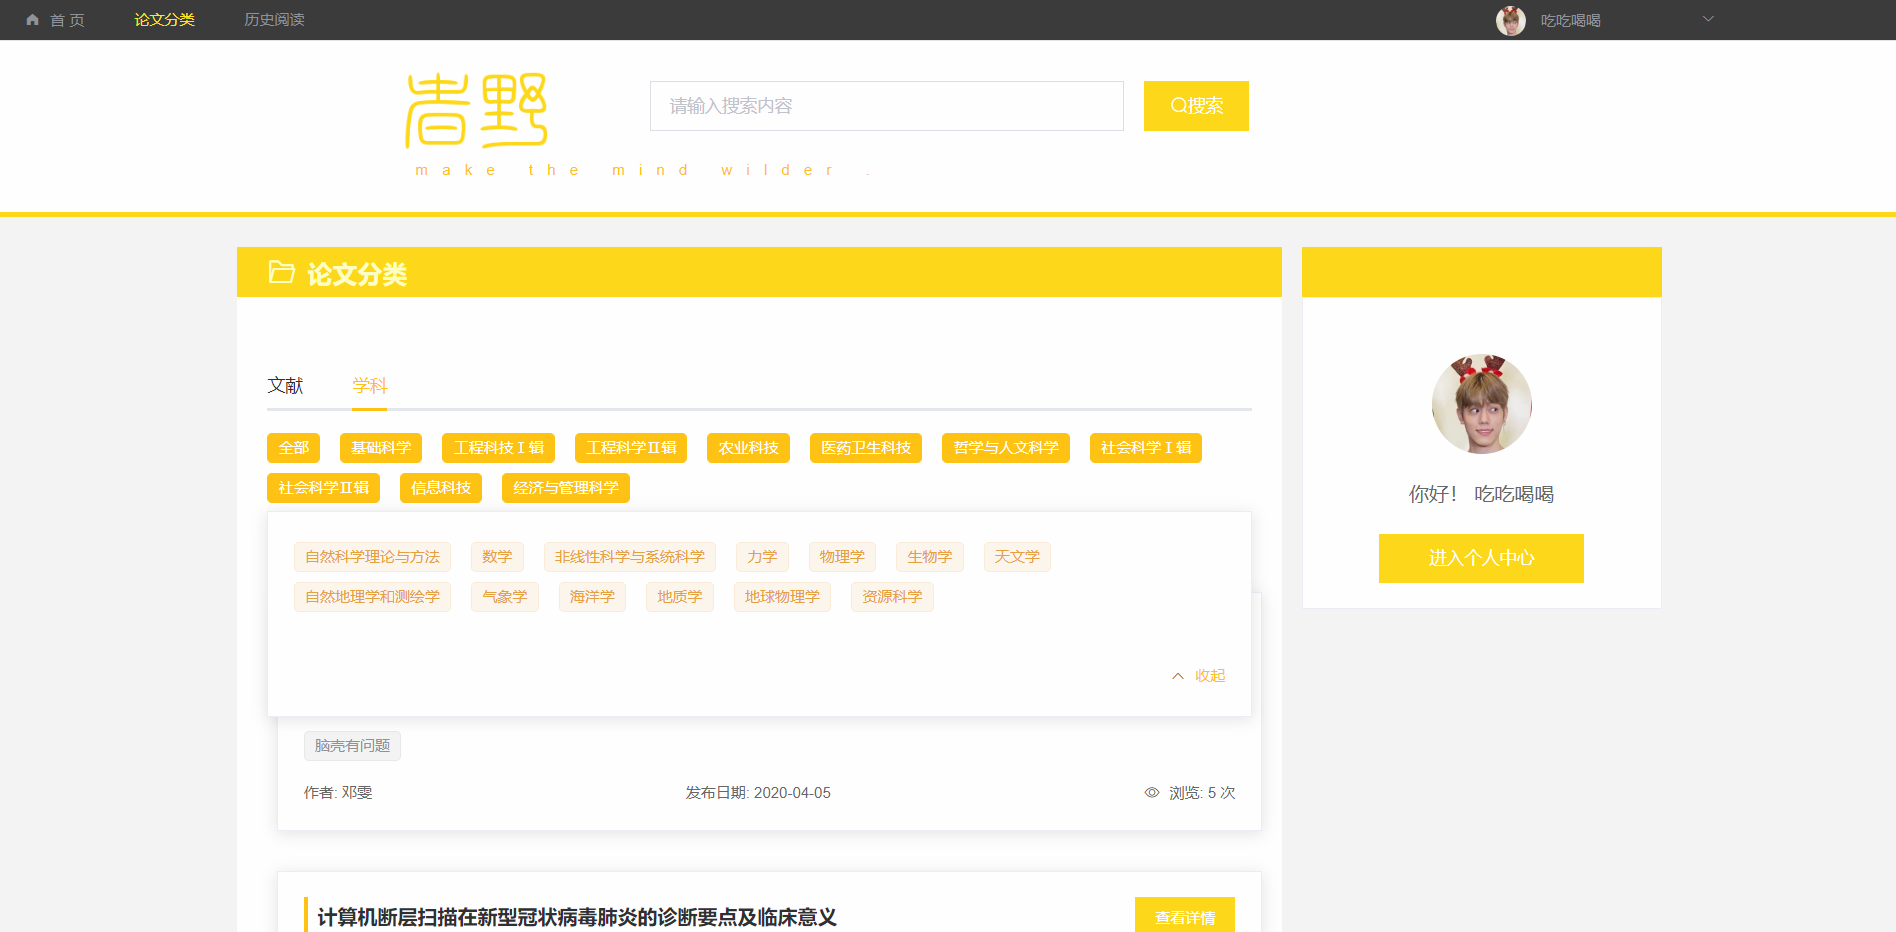 首 页 论文分类 历史阅读 吃吃喝喝
请输入搜索内容 搜索
make the mind wilder .
论文分类
文献 学科
全部 基础科学 工程科技Ⅰ辑 工程科学Ⅱ辑 农业科技 医药卫生科技 哲学与人文科学 社会科学Ⅰ辑
社会科学Ⅱ辑 信息科技 经济与管理科学
自然科学理论与方法 数学 非线性科学与系统科学 力学 物理学 生物学 天文学
自然地理学和测绘学 气象学 海洋学 地质学 地球物理学 资源科学
收起
脑壳有问题
作者: 邓雯 发布日期: 2020-04-05 浏览: 5 次
计算机断层扫描在新型冠状病毒肺炎的诊断要点及临床意义 查看详情
你好！ 吃吃喝喝
进入个人中心